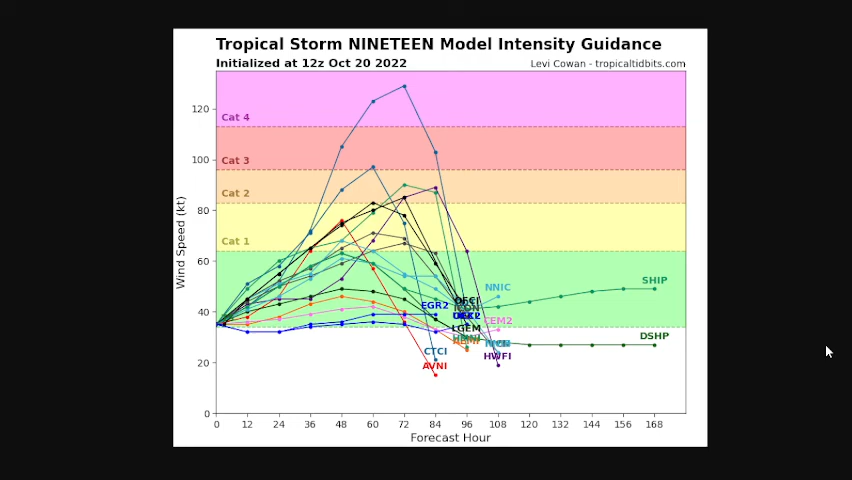 Tropical Storm NINETEEN Model Intensity Guidance
Initialized at 12z Oct 20 2022
Levi Cowan - tropicaltidbits.com
Wind Speed (kt)
120
100
80
60
40
20
0
Cat 4
Cat 3
Cat 2
Cat 1
SHIP
NNIC
OFCI
EGR2
CEM2
LGEM
DSHP
CTCI
HWFI
AVNI
0 12 24 36 48 60 72 84 96 108 120 132 144 156 168
Forecast Hour